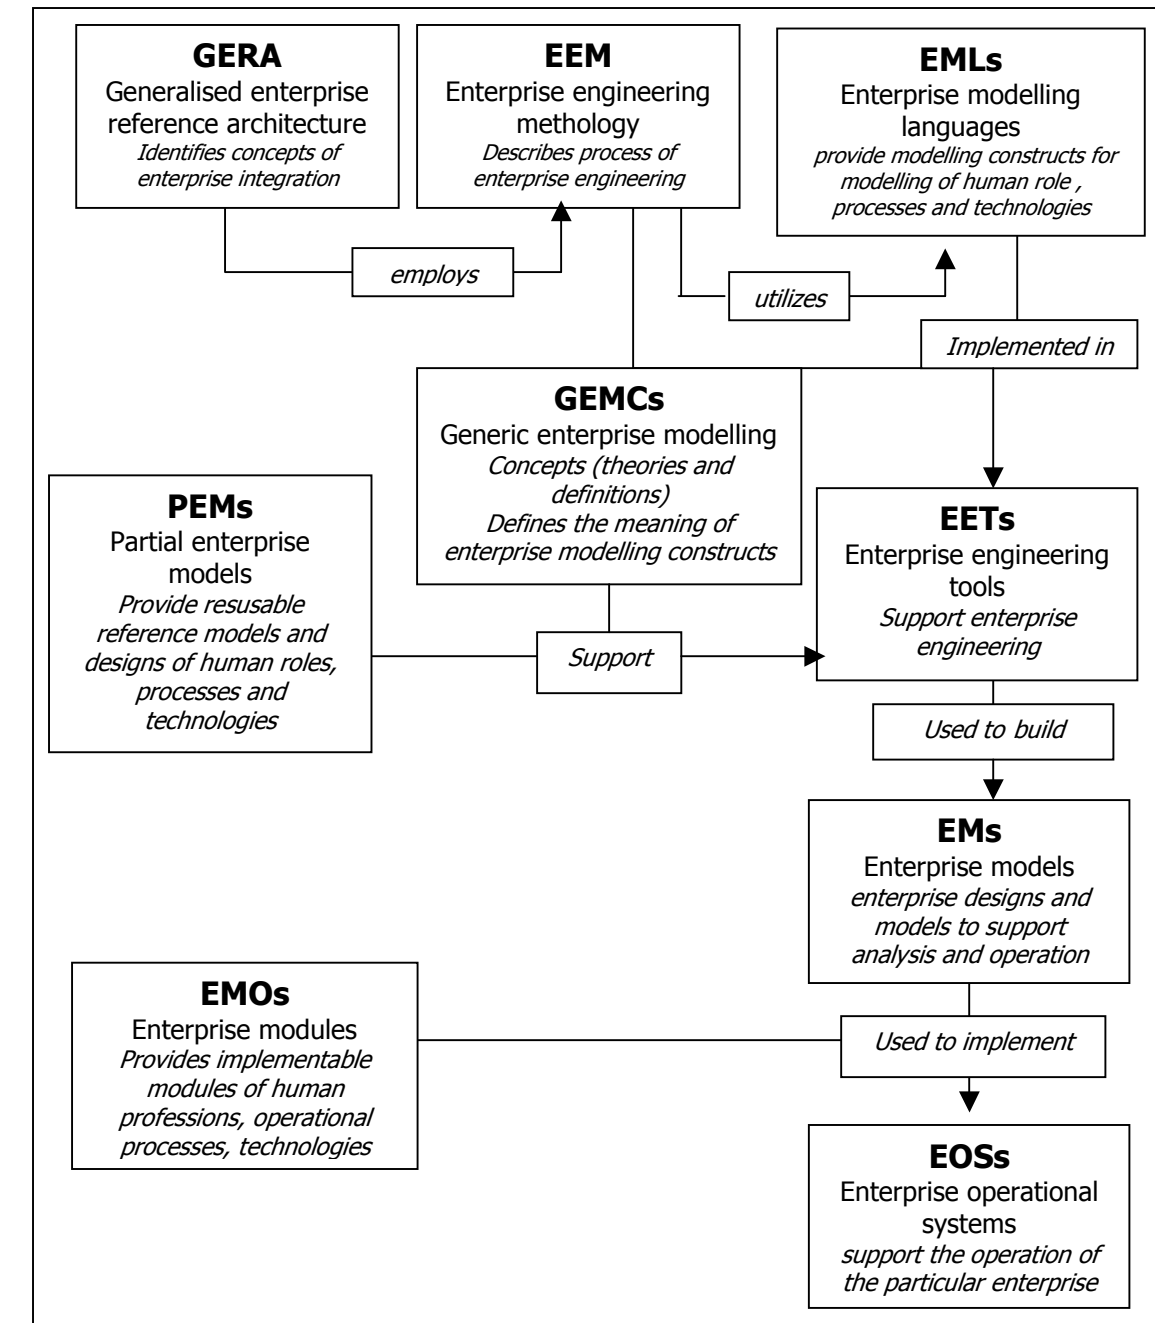 GERA
Generalised enterprise
reference architecture
Identifies concepts of
enterprise integration
EEM
Enterprise engineering
methology
Describes process of
enterprise engineering
EMLs
Enterprise modelling
languages
provide modelling constructs for
modelling of human role ,
processes and technologies
employs
utilizes
Implemented in
GEMCs
Generic enterprise modelling
Concepts (theories and
definitions)
Defines the meaning of
enterprise modelling constructs
PEMs
Partial enterprise
models
Provide resusable
reference models and
designs of human roles,
processes and
technologies
Support
EETs
Enterprise engineering
tools
Support enterprise
engineering
Used to build
EMs
Enterprise models
enterprise designs and
models to support
analysis and operation
EMOs
Enterprise modules
Provides implementable
modules of human
professions, operational
processes, technologies
Used to implement
EOSs
Enterprise operational
systems
support the operation of
the particular enterprise